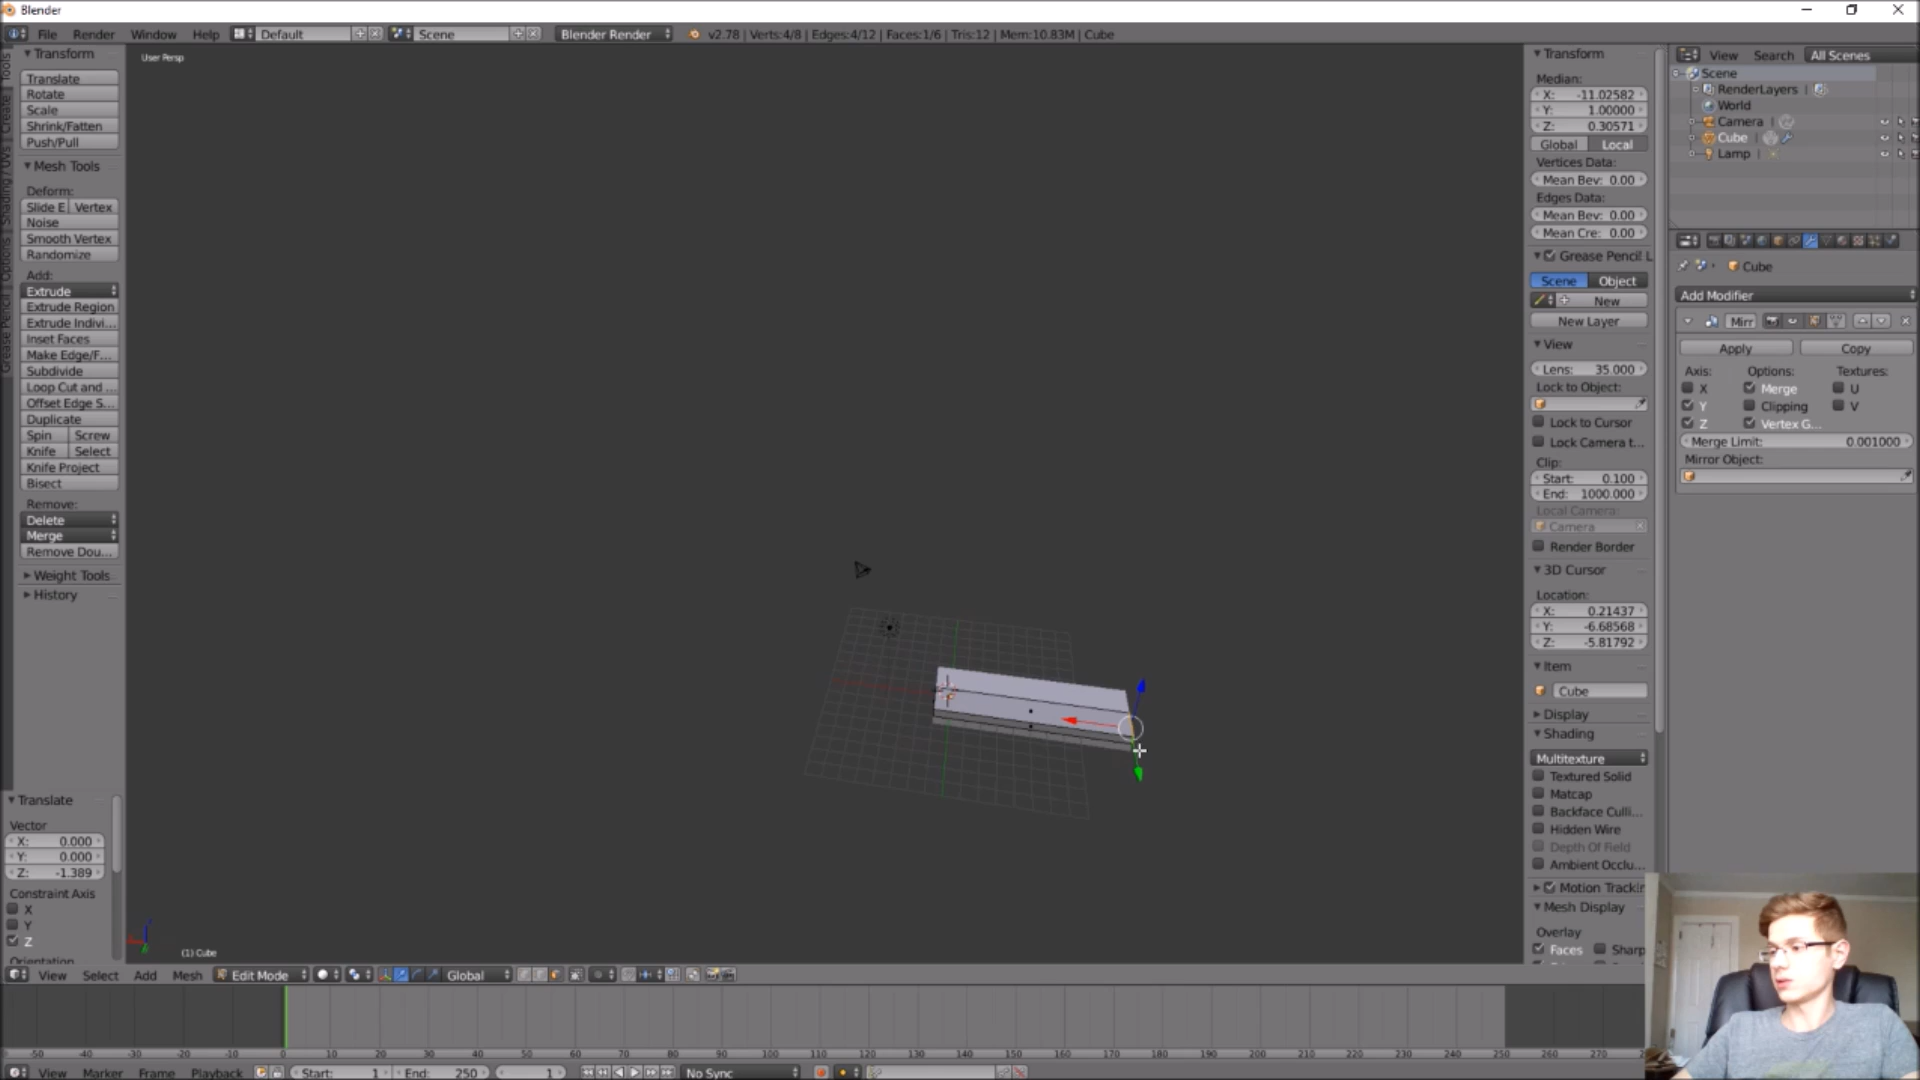 Blender
File Render Window Help Default Scene Blender Render v2.78 | Verts:4/8 | Edges:4/12 | Faces:1/6 | Tris:12 | Mem:10.83M | Cube
Transform
Translate
Rotate
Scale
Shrink/Fatten
Push/Pull
Mesh Tools
Deform:
Slide E Vertex
Noise
Smooth Vertex
Randomize
Add:
Extrude
Extrude Region
Extrude Indivi...
Inset Faces
Make Edge/F...
Subdivide
Loop Cut and ...
Offset Edge S...
Duplicate
Spin Screw
Knife Select
Knife Project
Bisect
Remove:
Delete
Merge
Remove Dou...
Weight Tools
History
Tools
Create
Shading / UVs
Options
Grease Pencil
Translate
Vector
X: 0.000
Y: 0.000
Z: -1.389
Constraint Axis
X
Y
Z
Orientation
User Persp
(1) Cube
Transform
Median:
X: -11.02582
Y: 1.00000
Z: 0.30571
Global Local
Vertices Data:
Mean Bev: 0.00
Edges Data:
Mean Bev: 0.00
Mean Cre: 0.00
Grease Pencil L
Scene Object
New
New Layer
View
Lens: 35.000
Lock to Object:
Lock to Cursor
Lock Camera t...
Clip:
Start: 0.100
End: 1000.000
Local Camera:
Camera
Render Border
3D Cursor
Location:
X: 0.21437
Y: -6.68568
Z: -5.81792
Item
Cube
Display
Shading
Multitexture
Textured Solid
Matcap
Backface Culli...
Hidden Wire
Depth Of Field
Ambient Occlu...
Motion Tracki
Mesh Display
Overlay
Faces Sharp
View Search All Scenes
Scene
RenderLayers
World
Camera
Cube
Lamp
Cube
Add Modifier
Mirr
Apply Copy
Axis: Options: Textures:
X Merge U
Y Clipping V
Z Vertex G...
Merge Limit: 0.001000
Mirror Object:
View Select Add Mesh Edit Mode Global
-50 -40 -30 -20 -10 0 10 20 30 40 50 60 70 80 90 100 110 120 130 140 150 160 170 180 190 200 210 220 230 240 250 260 270
View Marker Frame Playback Start: 1 End: 250 1 No Sync